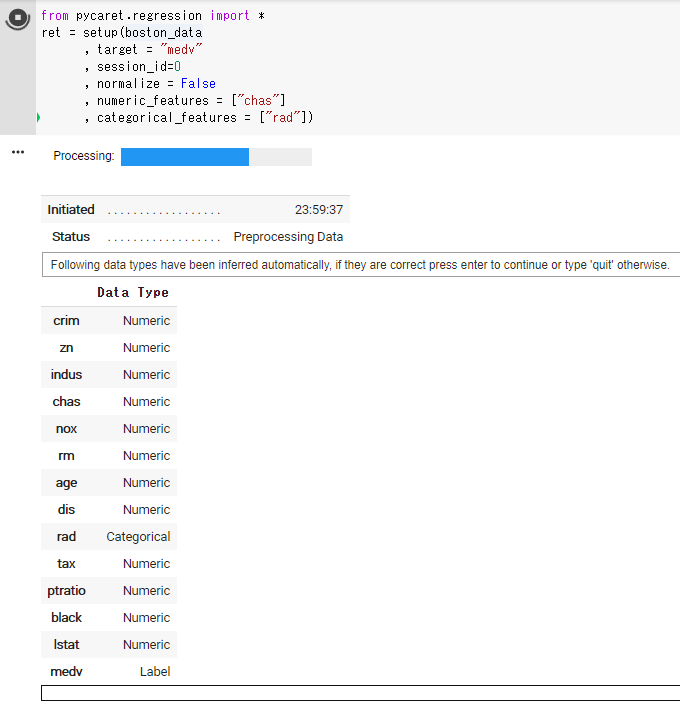 from pycaret.regression import *
ret = setup(boston_data
, target = "medv"
, session_id=0
, normalize = False
, numeric_features = ["chas"]
, categorical_features = ["rad"])
Processing:
Initiated . . . . . . . . . . . . . . . . . . 23:59:37
Status . . . . . . . . . . . . . . . . . . Preprocessing Data
Following data types have been inferred automatically, if they are correct press enter to continue or type 'quit' otherwise.
Data Type
crim Numeric
zn Numeric
indus Numeric
chas Numeric
nox Numeric
rm Numeric
age Numeric
dis Numeric
rad Categorical
tax Numeric
ptratio Numeric
black Numeric
lstat Numeric
medv Label